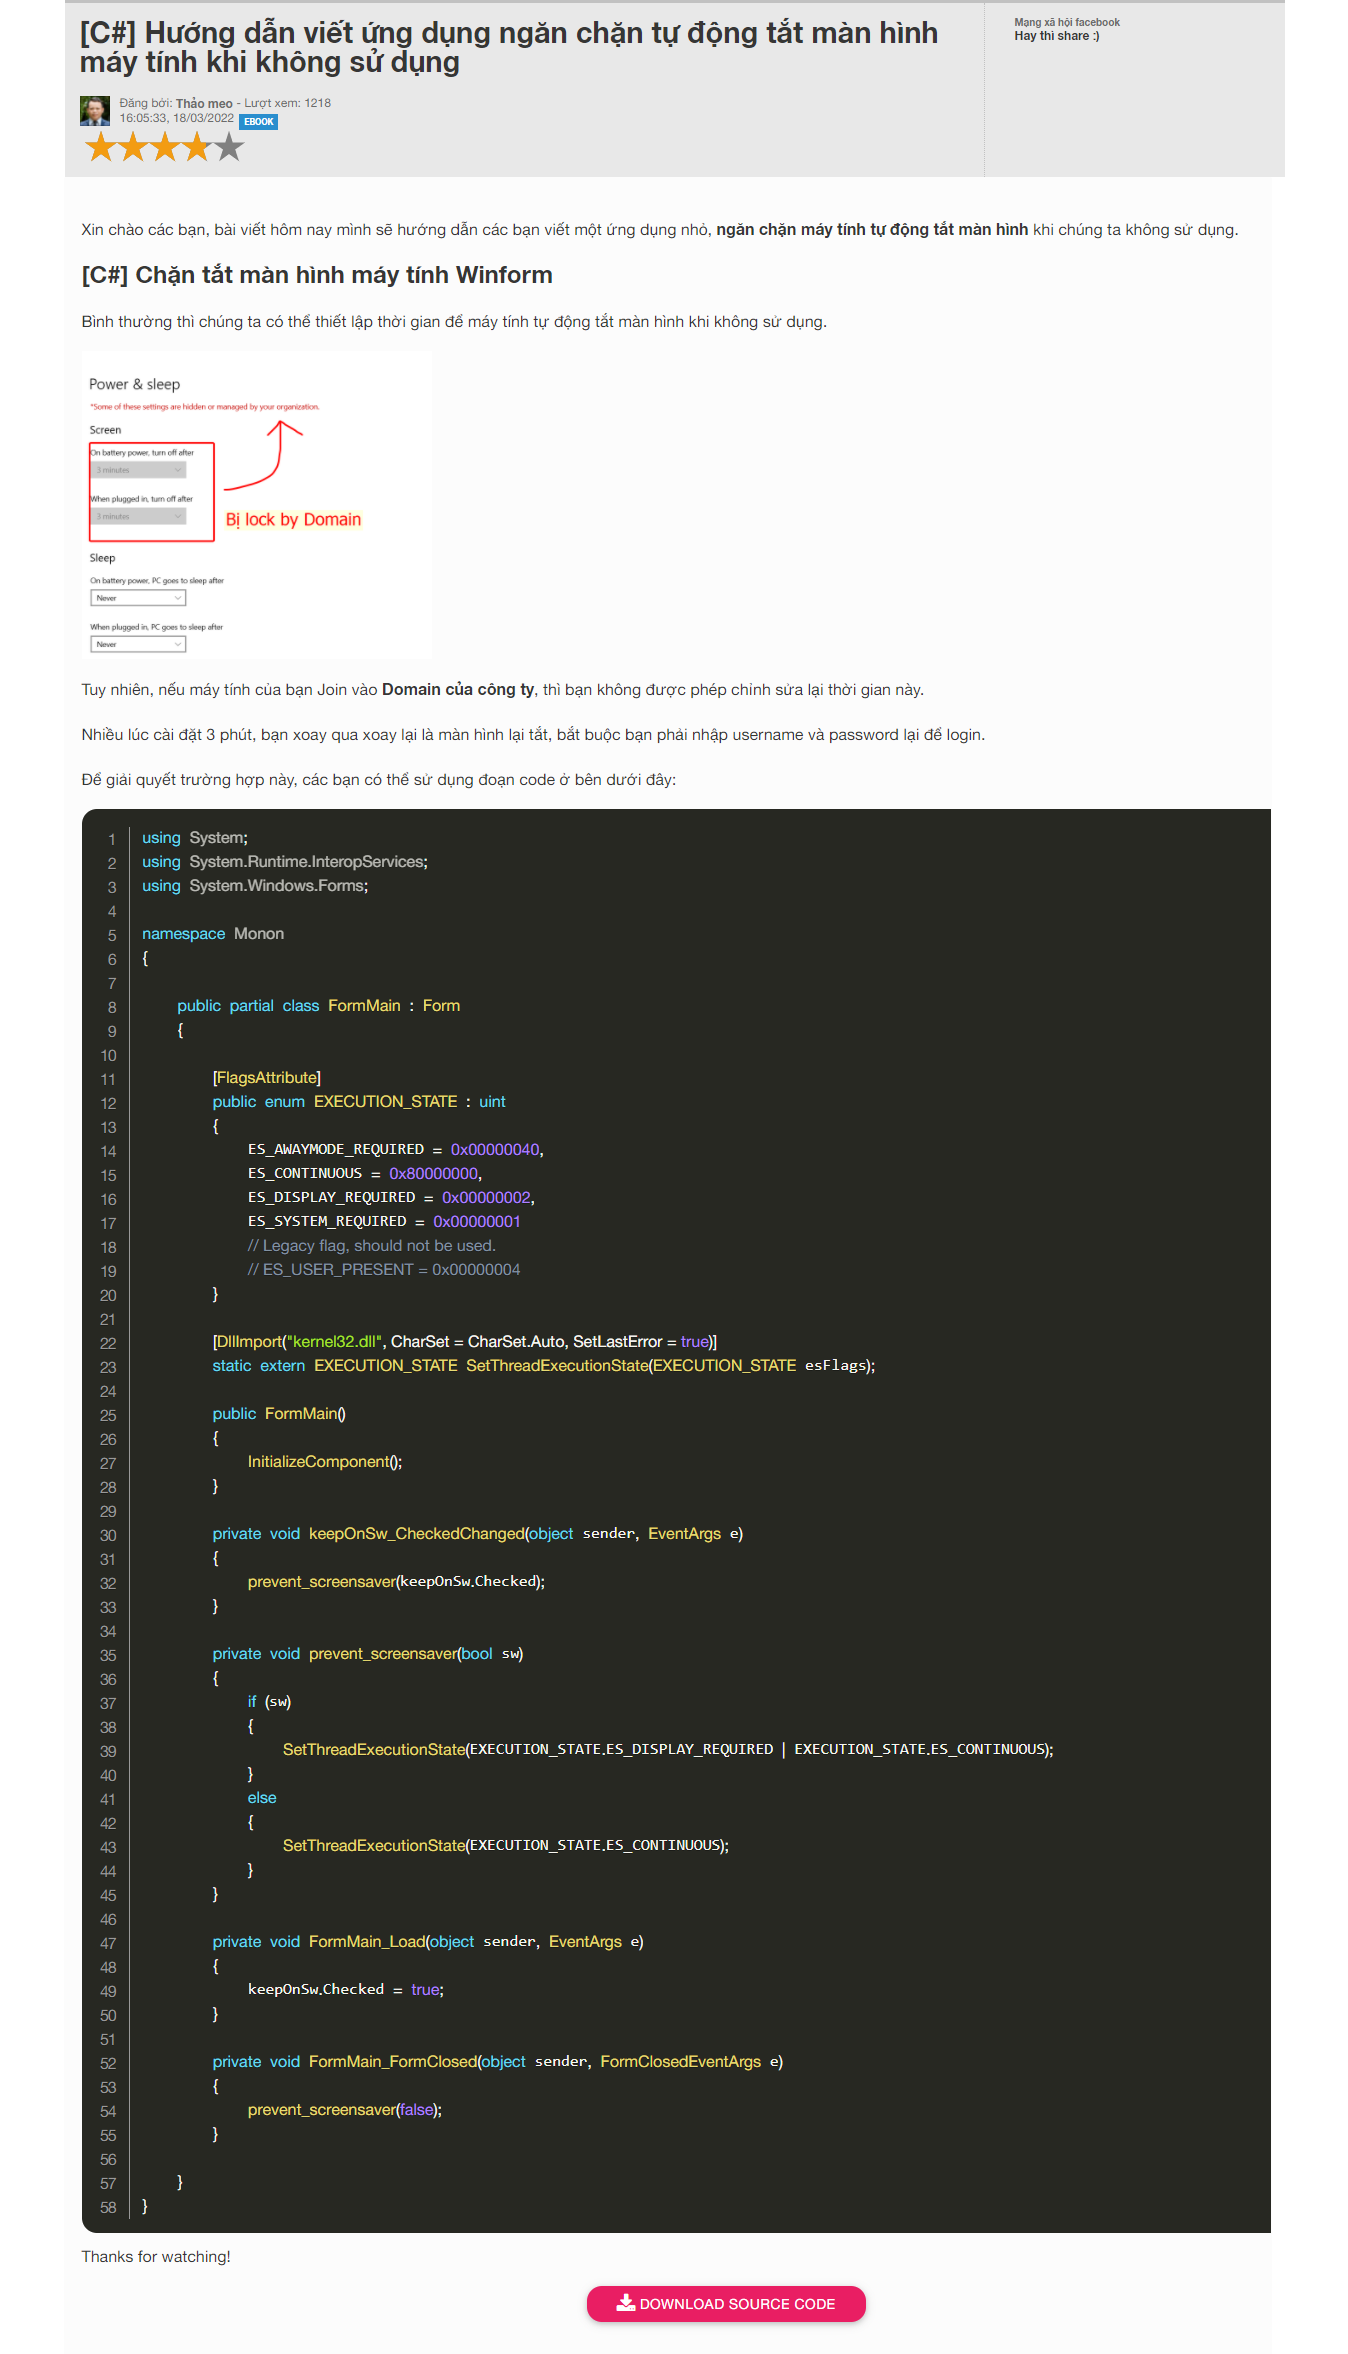 [C#] Hướng dẫn viết ứng dụng ngăn chặn tự động tắt màn hình
máy tính khi không sử dụng
Đăng bởi: Thảo meo - Lượt xem: 1218
16:05:33, 18/03/2022 EBOOK
Mạng xã hội facebook
Hay thì share :)
Xin chào các bạn, bài viết hôm nay mình sẽ hướng dẫn các bạn viết một ứng dụng nhỏ, ngăn chặn máy tính tự động tắt màn hình khi chúng ta không sử dụng.
[C#] Chặn tắt màn hình máy tính Winform
Bình thường thì chúng ta có thể thiết lập thời gian để máy tính tự động tắt màn hình khi không sử dụng.
Power & sleep
*Some of these settings are hidden or managed by your organization.
Screen
On battery power, turn off after
3 minutes
When plugged in, turn off after
3 minutes
Bị lock by Domain
Sleep
On battery power, PC goes to sleep after
Never
When plugged in, PC goes to sleep after
Never
Tuy nhiên, nếu máy tính của bạn Join vào Domain của công ty, thì bạn không được phép chỉnh sửa lại thời gian này.
Nhiều lúc cài đặt 3 phút, bạn xoay qua xoay lại là màn hình lại tắt, bắt buộc bạn phải nhập username và password lại để login.
Để giải quyết trường hợp này, các bạn có thể sử dụng đoạn code ở bên dưới đây:
1 using System;
2 using System.Runtime.InteropServices;
3 using System.Windows.Forms;
4
5 namespace Monon
6 {
7
8 public partial class FormMain : Form
9 {
10
11 [FlagsAttribute]
12 public enum EXECUTION_STATE : uint
13 {
14 ES_AWAYMODE_REQUIRED = 0x00000040,
15 ES_CONTINUOUS = 0x80000000,
16 ES_DISPLAY_REQUIRED = 0x00000002,
17 ES_SYSTEM_REQUIRED = 0x00000001
18 // Legacy flag, should not be used.
19 // ES_USER_PRESENT = 0x00000004
20 }
21
22 [DllImport("kernel32.dll", CharSet = CharSet.Auto, SetLastError = true)]
23 static extern EXECUTION_STATE SetThreadExecutionState(EXECUTION_STATE esFlags);
24
25 public FormMain()
26 {
27 InitializeComponent();
28 }
29
30 private void keepOnSw_CheckedChanged(object sender, EventArgs e)
31 {
32 prevent_screensaver(keepOnSw.Checked);
33 }
34
35 private void prevent_screensaver(bool sw)
36 {
37 if (sw)
38 {
39 SetThreadExecutionState(EXECUTION_STATE.ES_DISPLAY_REQUIRED | EXECUTION_STATE.ES_CONTINUOUS);
40 }
41 else
42 {
43 SetThreadExecutionState(EXECUTION_STATE.ES_CONTINUOUS);
44 }
45 }
46
47 private void FormMain_Load(object sender, EventArgs e)
48 {
49 keepOnSw.Checked = true;
50 }
51
52 private void FormMain_FormClosed(object sender, FormClosedEventArgs e)
53 {
54 prevent_screensaver(false);
55 }
56
57 }
58 }
Thanks for watching!
DOWNLOAD SOURCE CODE